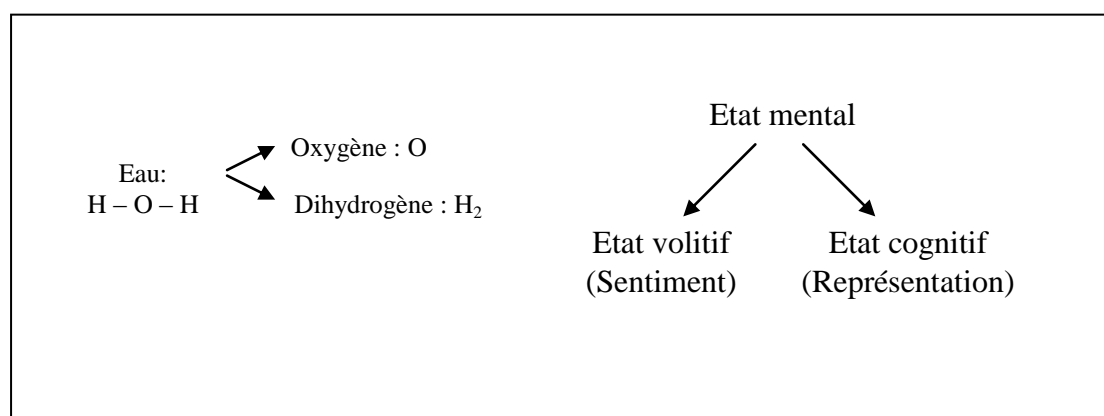 Eau:
H – O – H
Oxygène : O
Dihydrogène : H₂
Etat mental
Etat volitif
(Sentiment)
Etat cognitif
(Représentation)